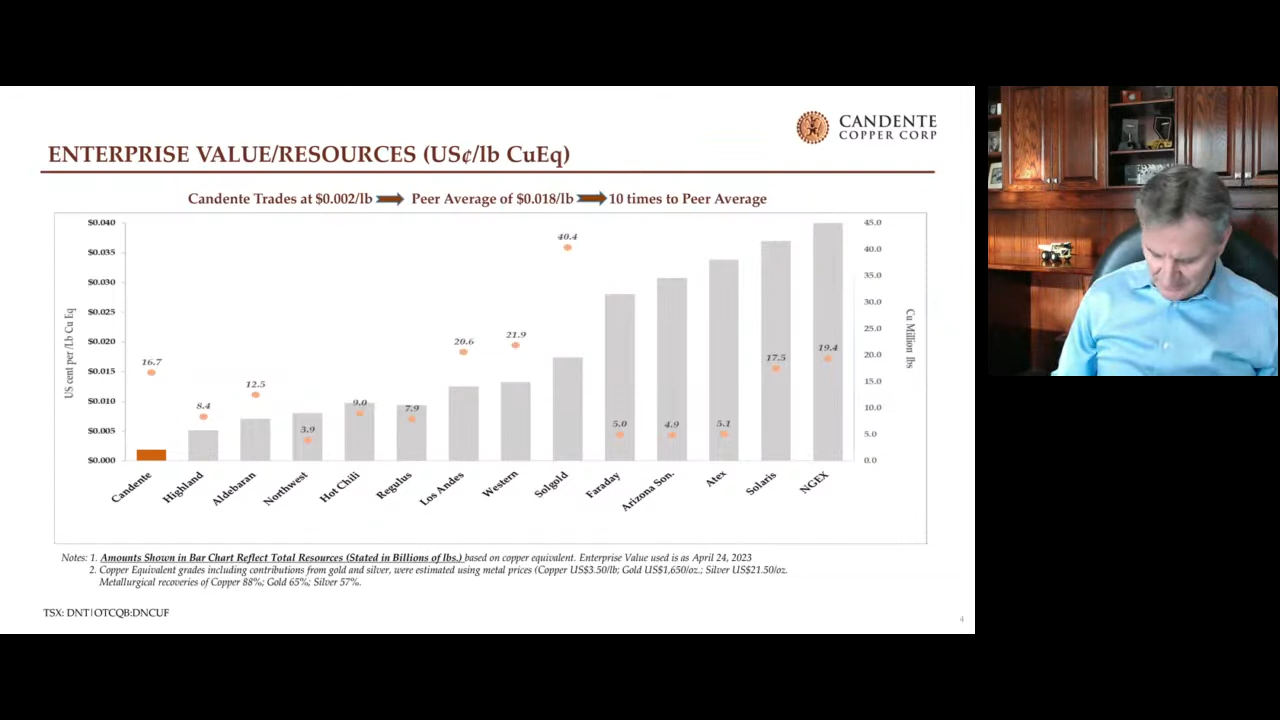 CANDENTE
COPPER CORP
ENTERPRISE VALUE/RESOURCES (US¢/lb CuEq)
Candente Trades at $0.002/lb Peer Average of $0.018/lb 10 times to Peer Average
$0.040
$0.035
$0.030
$0.025
$0.020
$0.015
$0.010
$0.005
$0.000
US cent per /Lb Cu Eq
16.7
8.4
12.5
3.9
9.0
7.9
20.6
21.9
40.4
5.0
4.9
5.1
17.5
19.4
45.0
40.0
35.0
30.0
25.0
20.0
15.0
10.0
5.0
0.0
Cu Million lbs
Candente
Highland
Aldebaran
Northwest
Hot Chili
Regulus
Los Andes
Western
Solgold
Faraday
Arizona Son.
Atex
Solaris
NGEX
Notes: 1. Amounts Shown in Bar Chart Reflect Total Resources (Stated in Billions of lbs.) based on copper equivalent. Enterprise Value used is as April 24, 2023
2. Copper Equivalent grades including contributions from gold and silver, were estimated using metal prices (Copper US$3.50/lb; Gold US$1,650/oz.; Silver US$21.50/oz.
Metallurgical recoveries of Copper 88%; Gold 65%; Silver 57%.
TSX: DNT|OTCQB:DNCUF
4